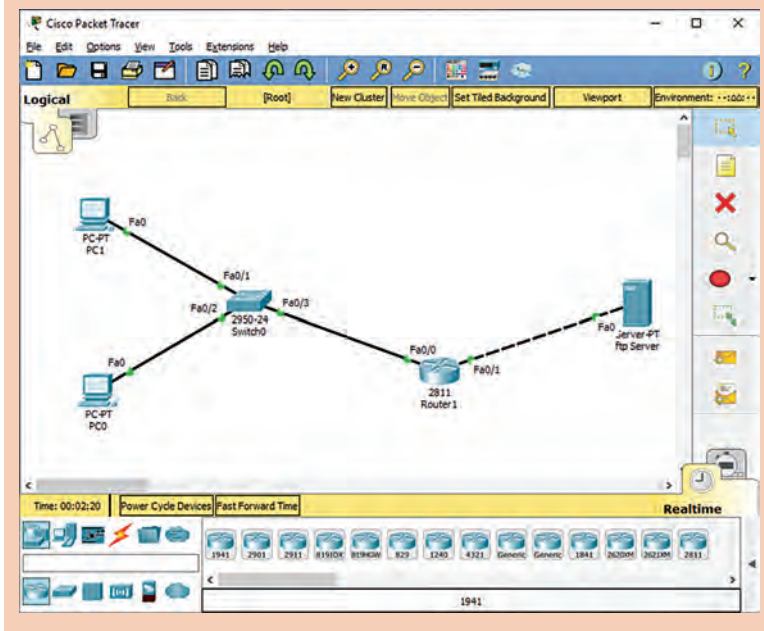 Cisco Packet Tracer
File Edit Options View Tools Extensions Help
Logical Back [Root] New Cluster Move Object Set Tiled Background Viewport Environment:
Fa0
PC-PT
PC1
Fa0/1
Fa0/2
Fa0/3
2950-24
Switch0
Fa0
PC-PT
PC0
Fa0/0
Fa0/1
2811
Router1
Fa0
Jerver-PT
ftp Server
Time: 00:02:20 Power Cycle Devices Fast Forward Time Realtime
1941 2901 2911 819IOX 819HGW 829 1240 4321 Generic Generic 1841 2620XM 2621XM 2811
1941